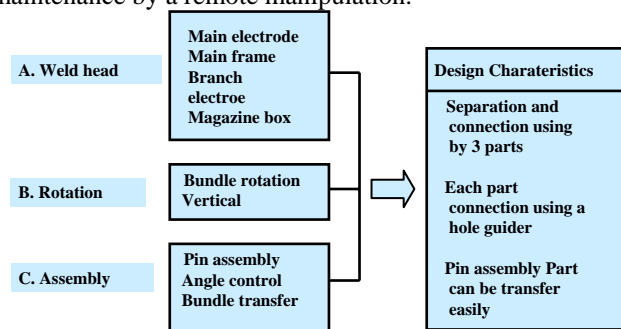 maintenance by a remote manipulation.
A. Weld head
Main electrode
Main frame
Branch
electroe
Magazine box
B. Rotation
Bundle rotation
Vertical
C. Assembly
Pin assembly
Angle control
Bundle transfer
Design Charateristics
Separation and
connection using
by 3 parts
Each part
connection using a
hole guider
Pin assembly Part
can be transfer
easily